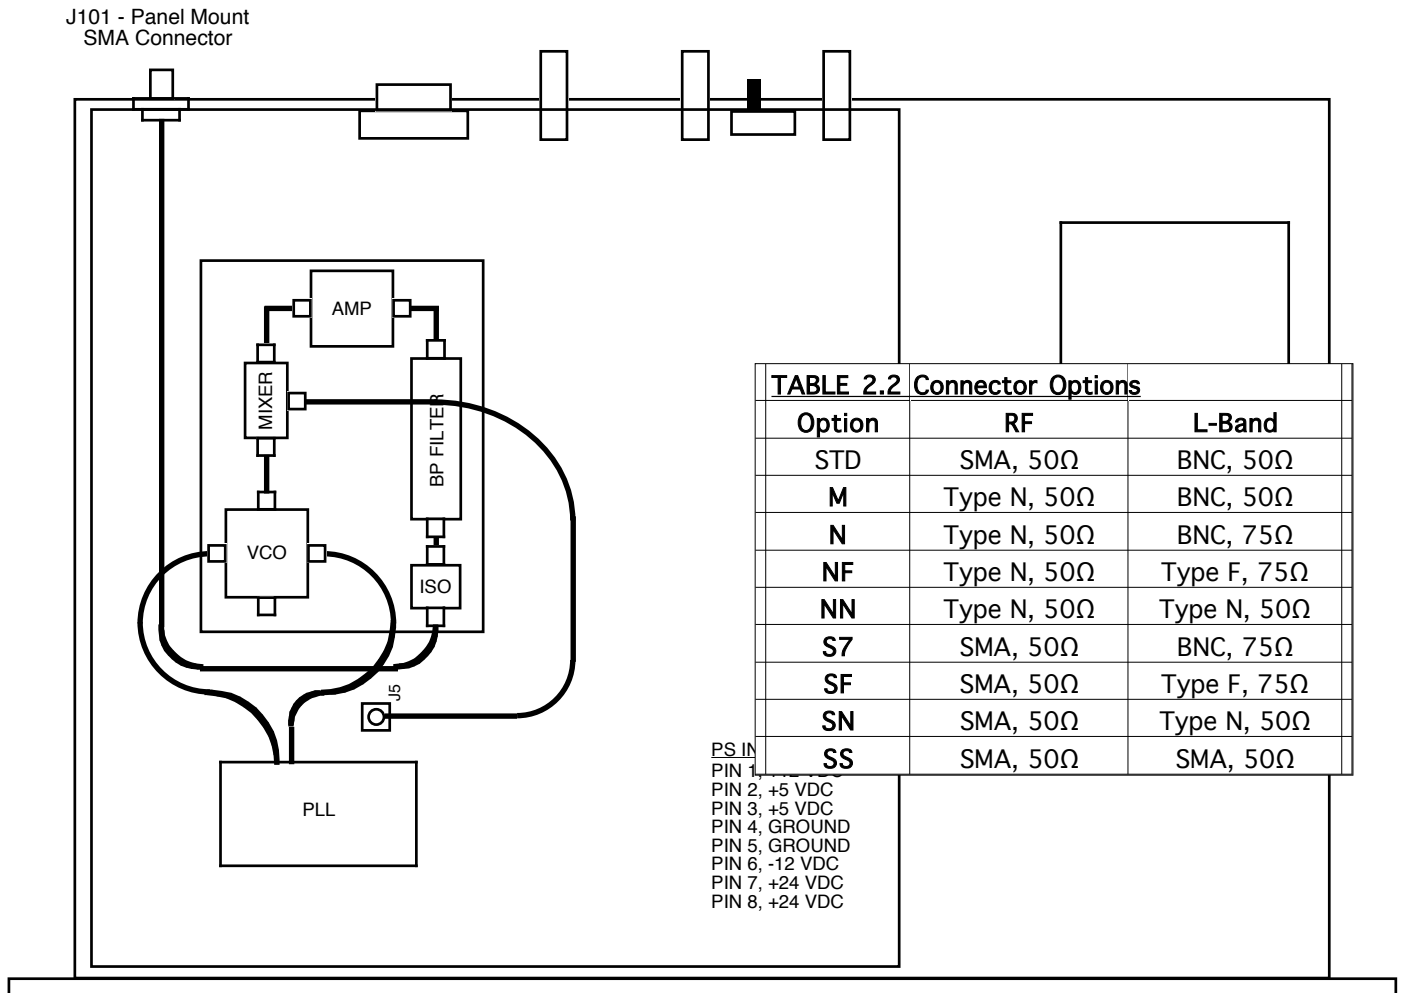 J101 - Panel Mount
SMA Connector
AMP
MIXER
BP FILTER
VCO
ISO
J5
PLL
TABLE 2.2 Connector Options
Option RF L-Band
STD SMA, 50Ω BNC, 50Ω
M Type N, 50Ω BNC, 50Ω
N Type N, 50Ω BNC, 75Ω
NF Type N, 50Ω Type F, 75Ω
NN Type N, 50Ω Type N, 50Ω
S7 SMA, 50Ω BNC, 75Ω
SF SMA, 50Ω Type F, 75Ω
SN SMA, 50Ω Type N, 50Ω
SS SMA, 50Ω SMA, 50Ω
PS
PIN
PIN 2, +5 VDC
PIN 3, +5 VDC
PIN 4, GROUND
PIN 5, GROUND
PIN 6, -12 VDC
PIN 7, +24 VDC
PIN 8, +24 VDC